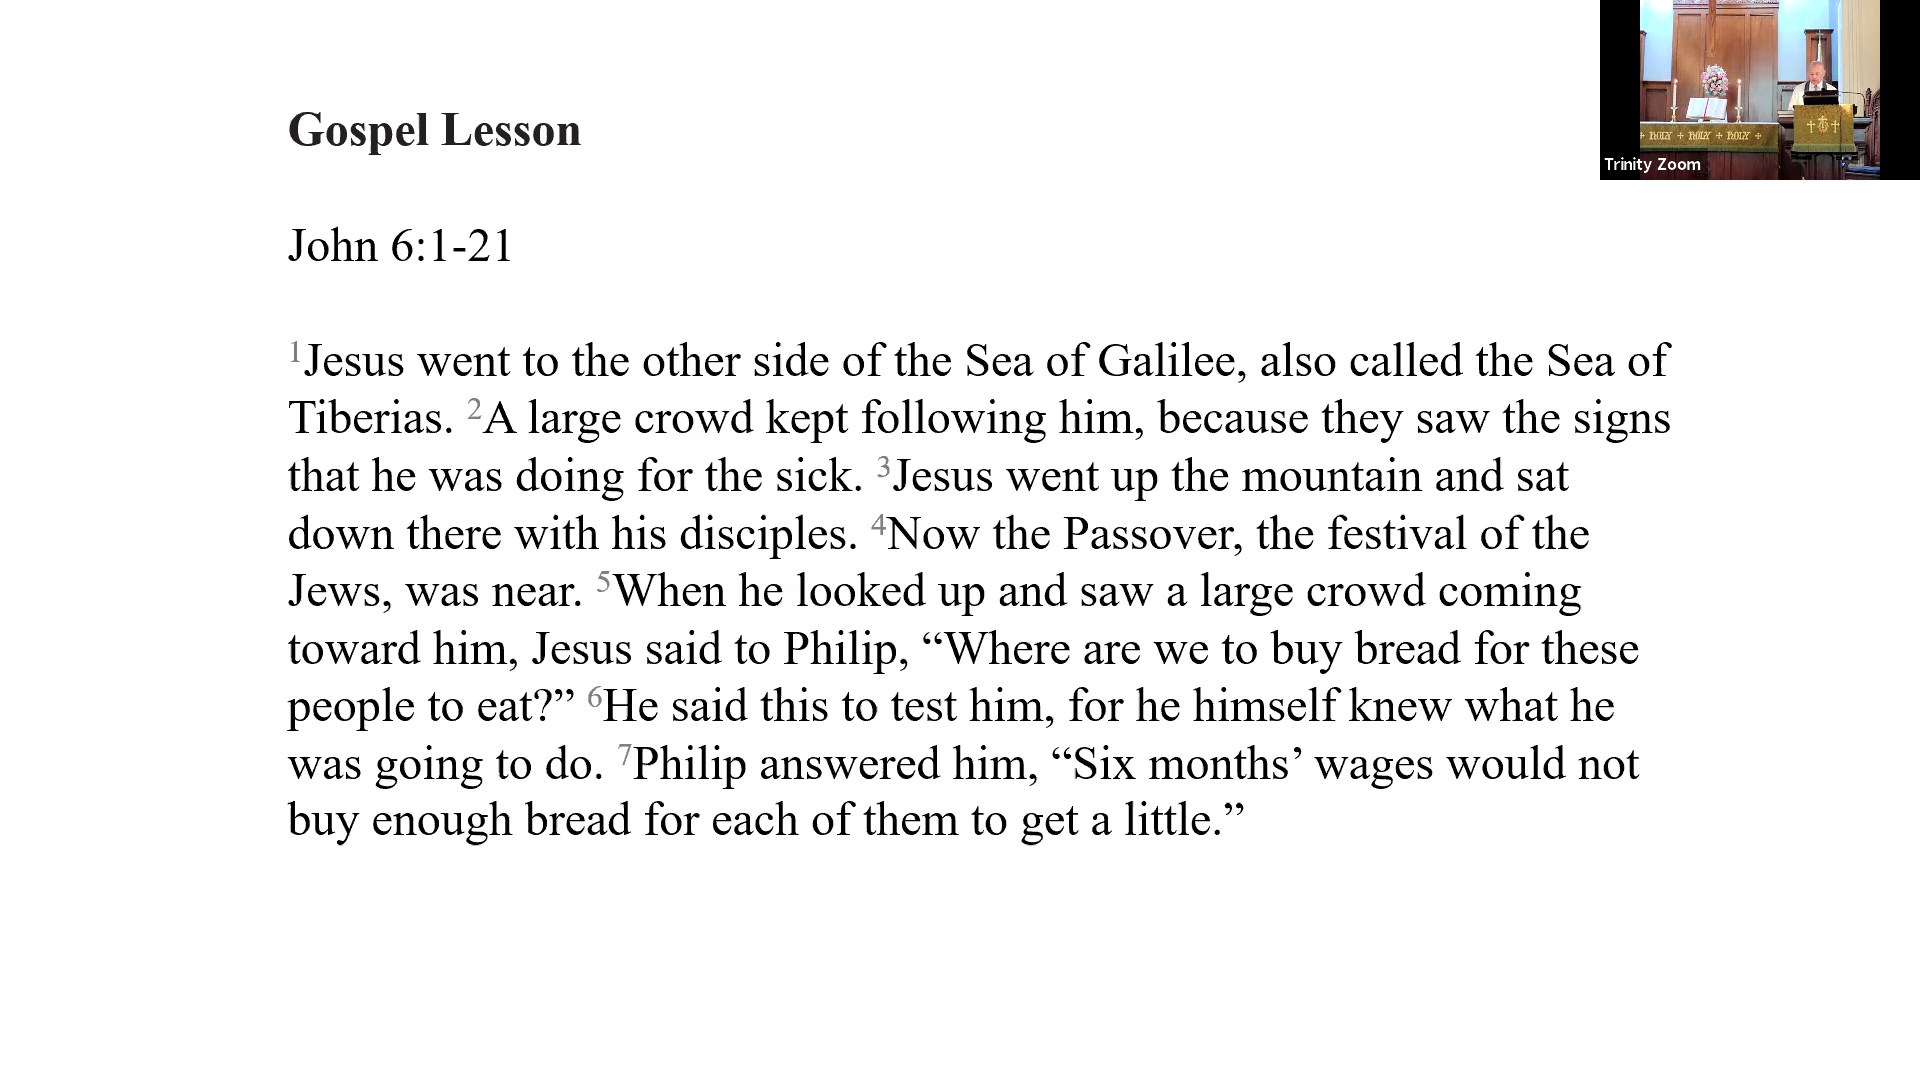 Gospel Lesson
John 6:1-21
1Jesus went to the other side of the Sea of Galilee, also called the Sea of
Tiberias. 2A large crowd kept following him, because they saw the signs
that he was doing for the sick. 3Jesus went up the mountain and sat
down there with his disciples. 4Now the Passover, the festival of the
Jews, was near. 5When he looked up and saw a large crowd coming
toward him, Jesus said to Philip, “Where are we to buy bread for these
people to eat?” 6He said this to test him, for he himself knew what he
was going to do. 7Philip answered him, “Six months’ wages would not
buy enough bread for each of them to get a little.”
HOLY + HOLY + HOLY
Trinity Zoom